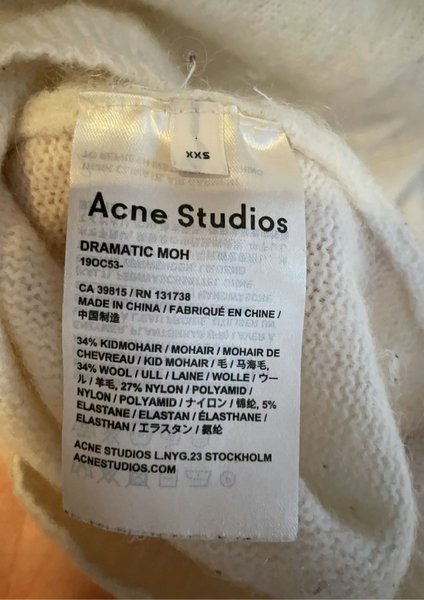 XXS
Acne Studios
DRAMATIC MOH
19OC53-
CA 39815 / RN 131738
MADE IN CHINA / FABRIQUÉ EN CHINE /
中国制造
34% KIDMOHAIR / MOHAIR / MOHAIR DE
CHEVREAU / KID MOHAIR / 毛 / 马海毛,
34% WOOL / ULL / LAINE / WOLLE / ウー
ル / 羊毛, 27% NYLON / POLYAMID /
NYLON / POLYAMID / ナイロン / 锦纶, 5%
ELASTANE / ELASTAN / ÉLASTHANE /
ELASTHAN / エラスタン / 氨纶
ACNE STUDIOS L.NYG.23 STOCKHOLM
ACNESTUDIOS.COM